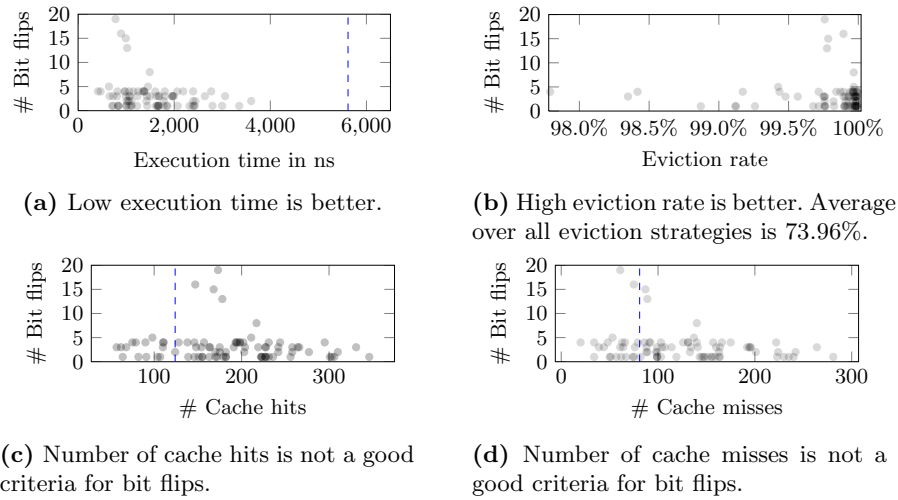 20
15
10
5
0
# Bit flips
0 2,000 4,000 6,000
Execution time in ns
(a) Low execution time is better.
20
15
10
5
0
# Bit flips
98.0% 98.5% 99.0% 99.5% 100%
Eviction rate
(b) High eviction rate is better. Average
over all eviction strategies is 73.96%.
20
15
10
5
0
# Bit flips
100 200 300
# Cache hits
(c) Number of cache hits is not a good
criteria for bit flips.
20
15
10
5
0
# Bit flips
0 100 200 300
# Cache misses
(d) Number of cache misses is not a
good criteria for bit flips.